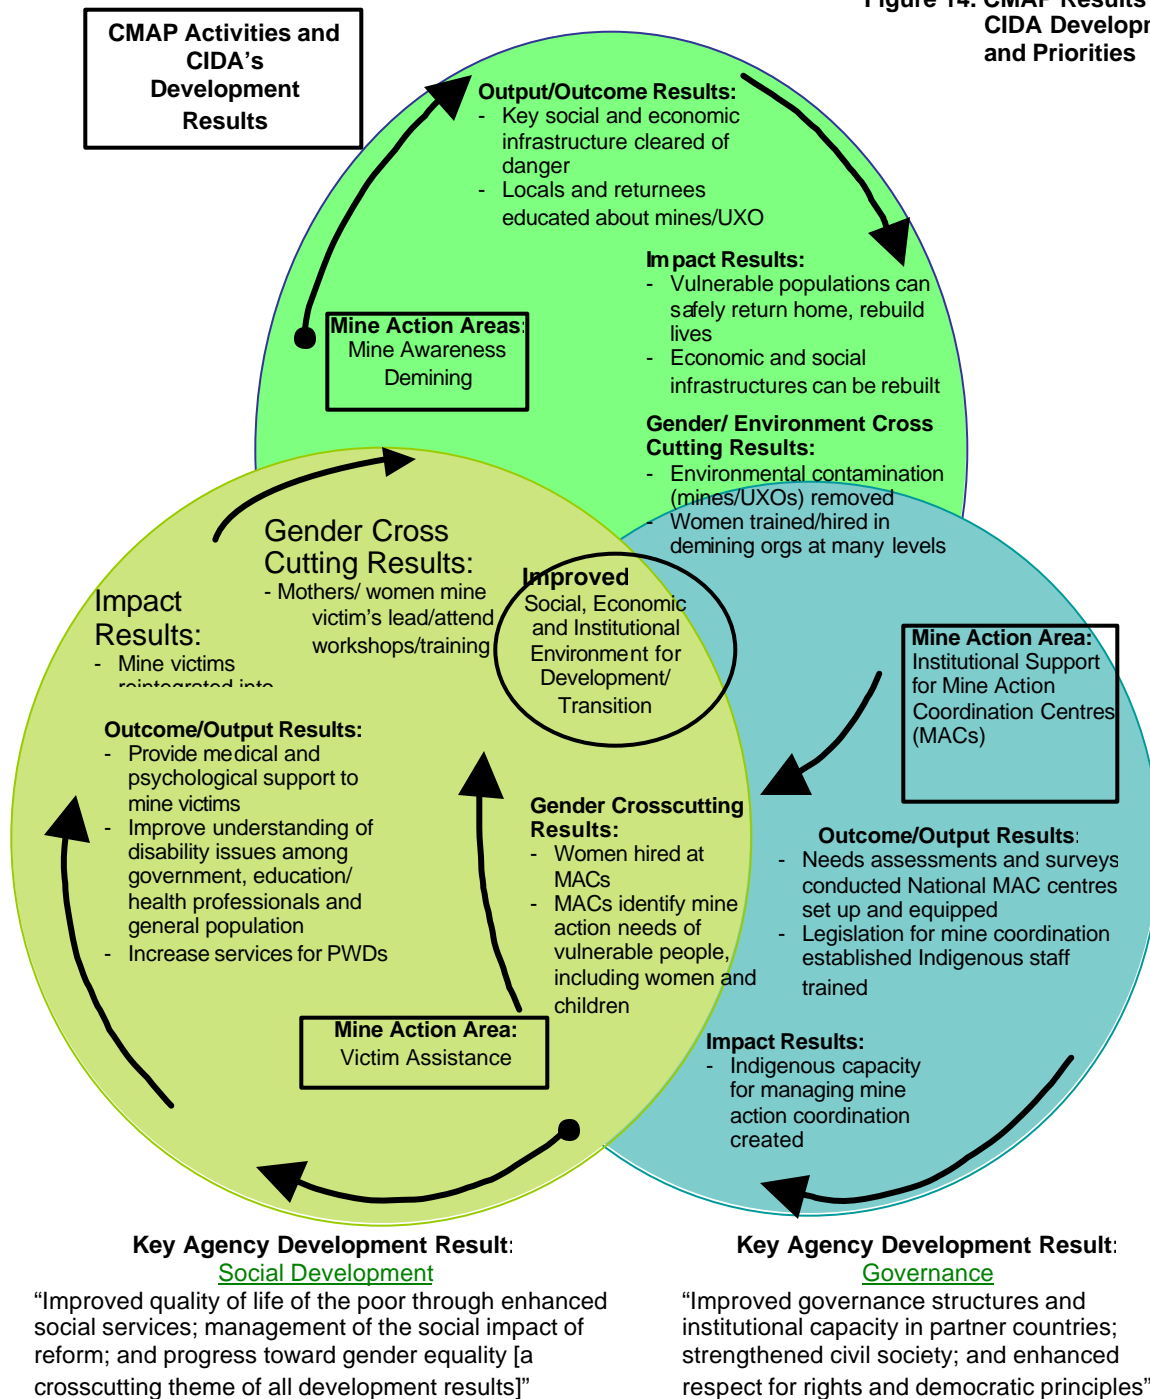 Figure 14. CMAP Results
CIDA Developm
and Priorities
CMAP Activities and
CIDA's
Development
Results
Output/Outcome Results:
- Key social and economic
infrastructure cleared of
danger
- Locals and returnees
educated about mines/UXO
Impact Results:
- Vulnerable populations can
safely return home, rebuild
lives
- Economic and social
infrastructures can be rebuilt
Mine Action Areas:
Mine Awareness
Demining
Gender/ Environment Cross
Cutting Results:
- Environmental contamination
(mines/UXOs) removed
- Women trained/hired in
demining orgs at many levels
Gender Cross
Cutting Results:
- Mothers/ women mine
victim's lead/attend
workshops/training
Impact
Results:
- Mine victims
reintegrated into
Improved
Social, Economic
and Institutional
Environment for
Development/
Transition
Mine Action Area:
Institutional Support
for Mine Action
Coordination Centres
(MACs)
Outcome/Output Results:
- Provide medical and
psychological support to
mine victims
- Improve understanding of
disability issues among
government, education/
health professionals and
general population
- Increase services for PWDs
Gender Crosscutting
Results:
- Women hired at
MACs
- MACs identify mine
action needs of
vulnerable people,
including women and
children
Outcome/Output Results:
- Needs assessments and surveys
conducted National MAC centres
set up and equipped
- Legislation for mine coordination
established Indigenous staff
trained
Mine Action Area:
Victim Assistance
Impact Results:
- Indigenous capacity
for managing mine
action coordination
created
Key Agency Development Result:
Social Development
“Improved quality of life of the poor through enhanced
social services; management of the social impact of
reform; and progress toward gender equality [a
crosscutting theme of all development results]”
Key Agency Development Result:
Governance
“Improved governance structures and
institutional capacity in partner countries;
strengthened civil society; and enhanced
respect for rights and democratic principles”